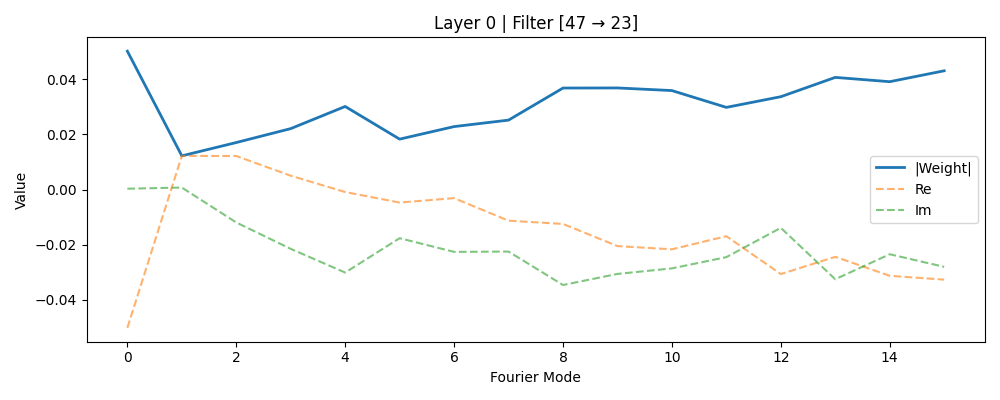 Layer 0 | Filter [47 → 23]
Value
0.04
0.02
0.00
−0.02
−0.04
|Weight|
Re
Im
0 2 4 6 8 10 12 14
Fourier Mode